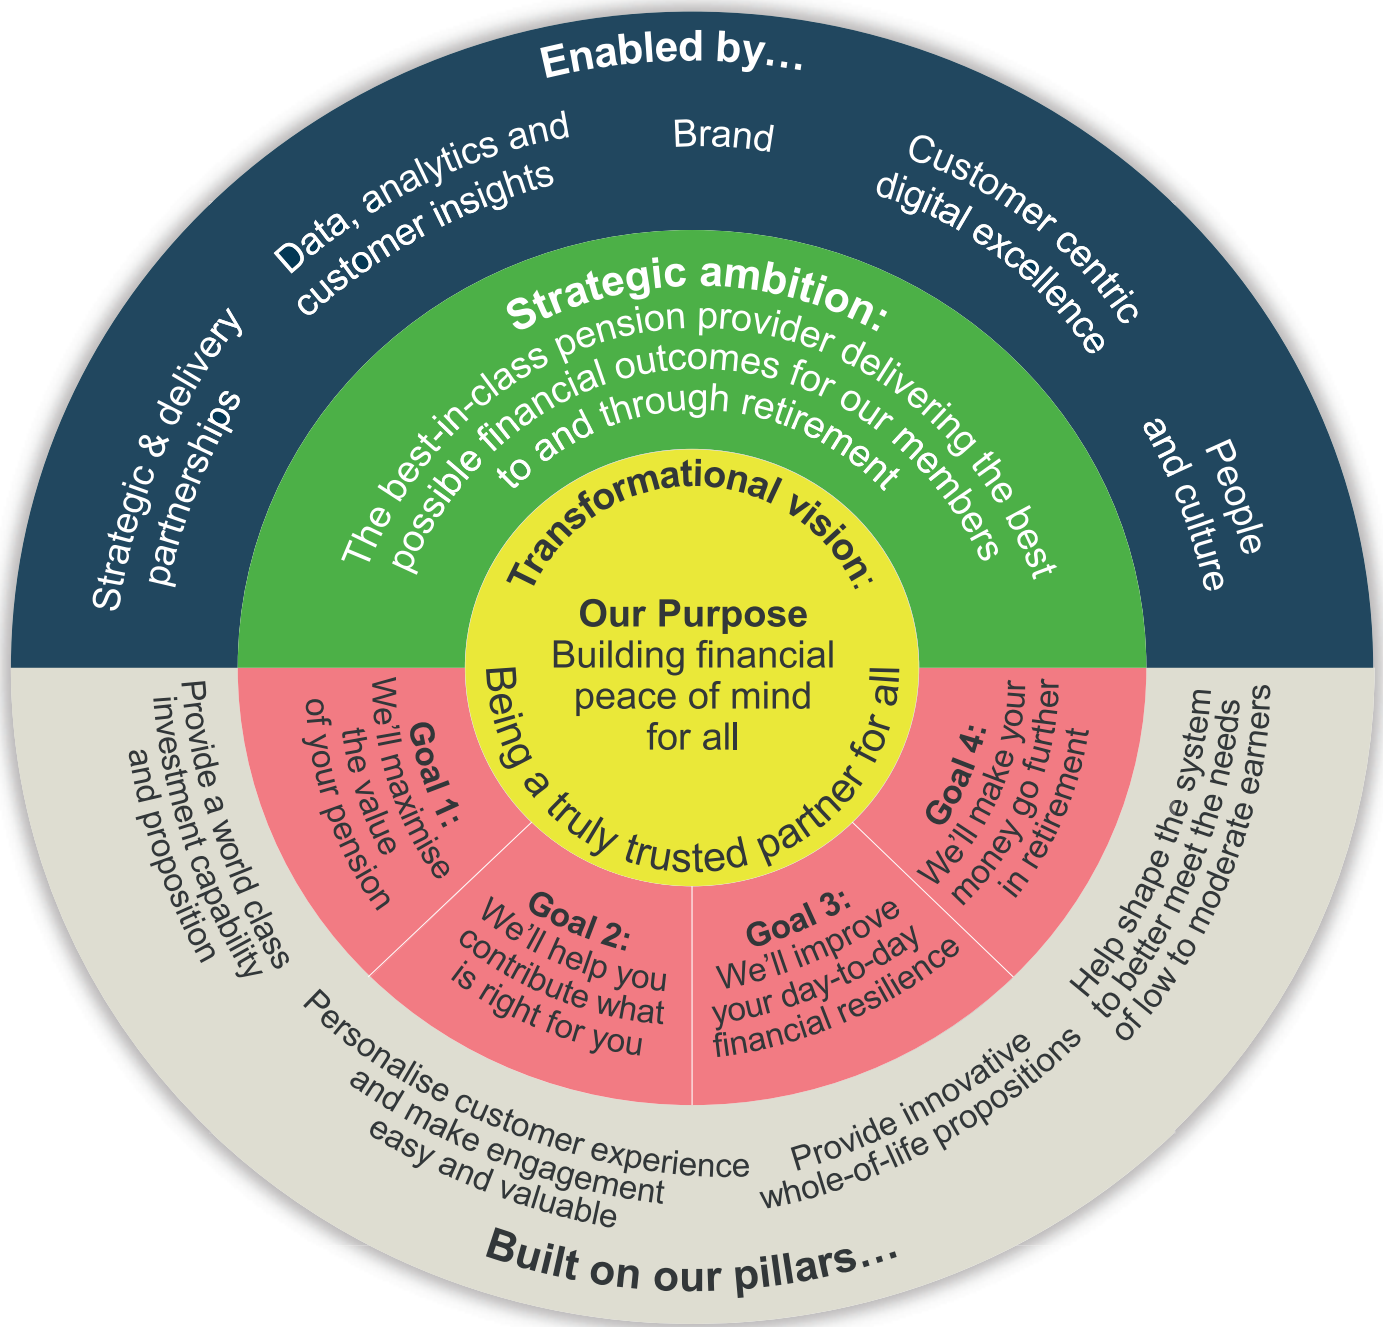 Enabled by...
Strategic & delivery
partnerships
Data, analytics and
customer insights
Brand
Customer centric
digital excellence
People
and culture
Strategic ambition:
The best-in-class pension provider delivering the best
possible financial outcomes for our members
to and through retirement
Transformational vision:
Our Purpose
Building financial
peace of mind
for all
Being a truly trusted partner for all
Goal 1:
We'll maximise
the value
of your pension
Goal 2:
We'll help you
contribute what
is right for you
Goal 3:
We'll improve
your day-to-day
financial resilience
Goal 4:
We'll make your
money go further
in retirement
Provide a world class
investment capability
and proposition
Personalise customer experience
and make engagement
easy and valuable
Provide innovative
whole-of-life propositions
Help shape the system
to better meet the needs
of low to moderate earners
Built on our pillars...